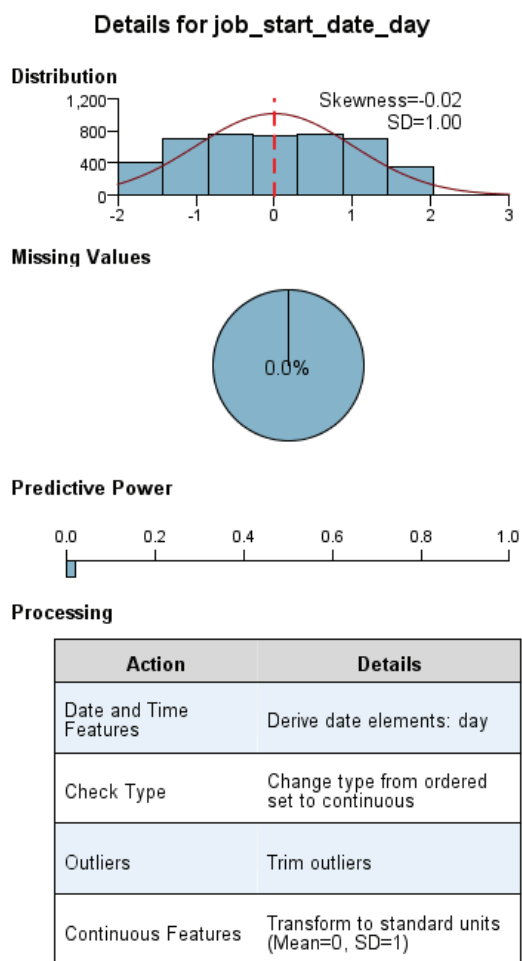 Details for job_start_date_day
Distribution
Skewness=-0.02
SD=1.00
1,200
800
400
0
-2 -1 0 1 2 3
Missing Values
0.0%
Predictive Power
0.0 0.2 0.4 0.6 0.8 1.0
Processing
Action Details
Date and Time
Features
Derive date elements: day
Check Type
Change type from ordered
set to continuous
Outliers Trim outliers
Continuous Features
Transform to standard units
(Mean=0, SD=1)